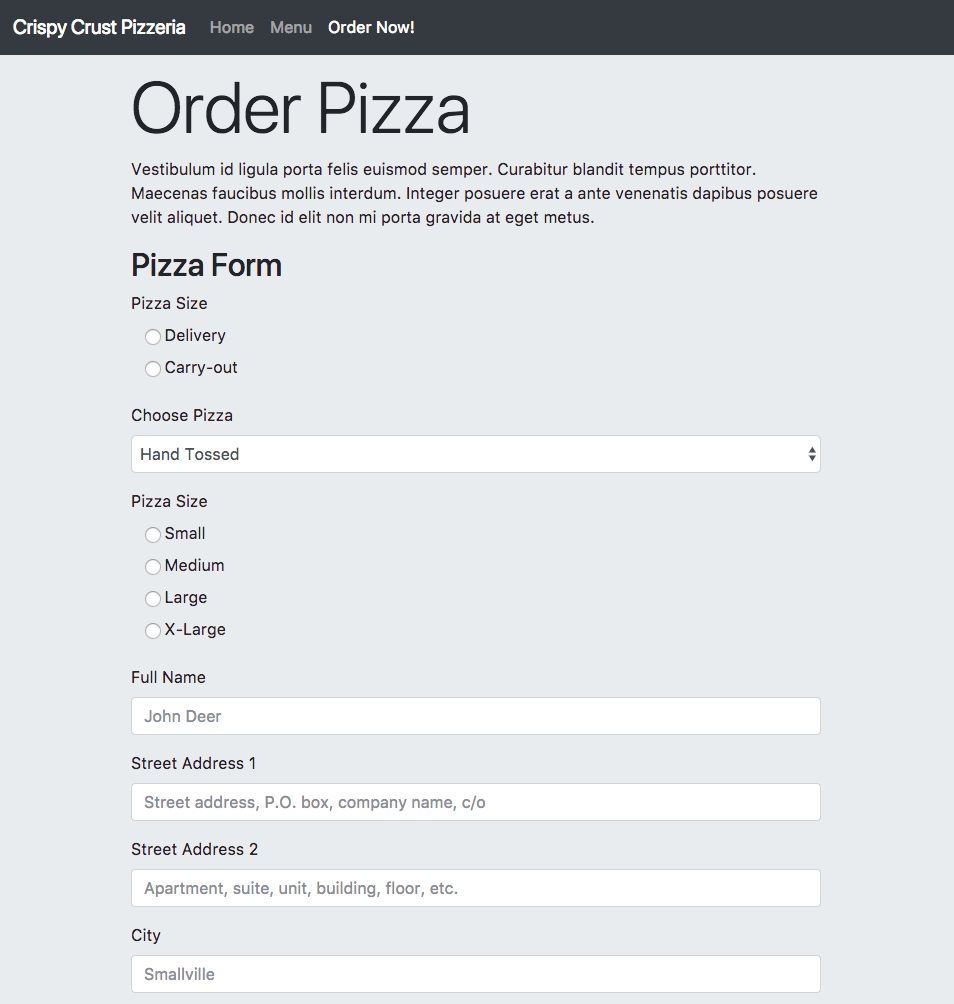 Crispy Crust Pizzeria Home Menu Order Now!
Order Pizza
Vestibulum id ligula porta felis euismod semper. Curabitur blandit tempus porttitor.
Maecenas faucibus mollis interdum. Integer posuere erat a ante venenatis dapibus posuere
velit aliquet. Donec id elit non mi porta gravida at eget metus.
Pizza Form
Pizza Size
Delivery
Carry-out
Choose Pizza
Hand Tossed
Pizza Size
Small
Medium
Large
X-Large
Full Name
John Deer
Street Address 1
Street address, P.O. box, company name, c/o
Street Address 2
Apartment, suite, unit, building, floor, etc.
City
Smallville